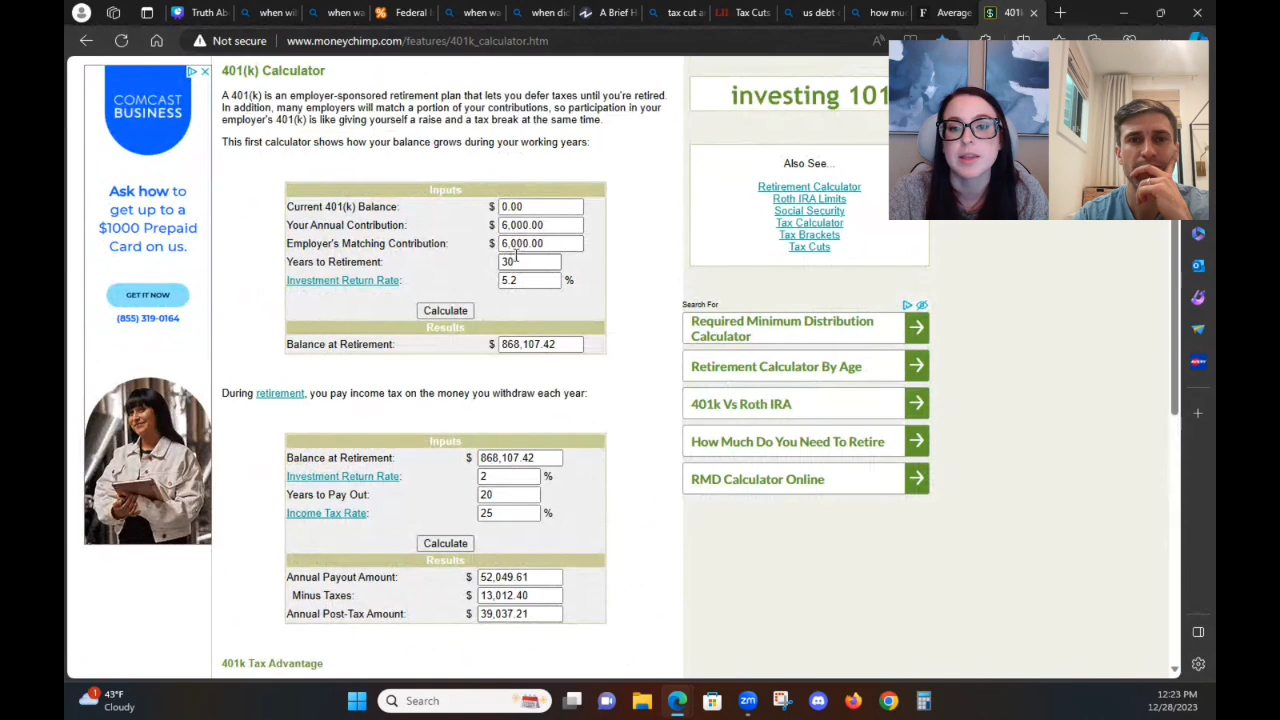 Truth Ab
when wil
when wa
Federal I
when wa
when did
A Brief H
tax cut a
Tax Cuts
us debt
how mu
Average
401
Not secure
www.moneychimp.com/features/401k_calculator.htm
COMCAST
BUSINESS
Ask how to
get up to a
$1000 Prepaid
Card on us.
GET IT NOW
(855) 319-0164
401(k) Calculator
A 401(k) is an employer-sponsored retirement plan that lets you defer taxes until you're retired.
In addition, many employers will match a portion of your contributions, so participation in your
employer's 401(k) is like giving yourself a raise and a tax break at the same time.
This first calculator shows how your balance grows during your working years:
Inputs
Current 401(k) Balance: $ 0.00
Your Annual Contribution: $ 6,000.00
Employer's Matching Contribution: $ 6,000.00
Years to Retirement: 30
Investment Return Rate: 5.2 %
Calculate
Results
Balance at Retirement: $ 868,107.42
During retirement, you pay income tax on the money you withdraw each year:
Inputs
Balance at Retirement: $ 868,107.42
Investment Return Rate: 2 %
Years to Pay Out: 20
Income Tax Rate: 25 %
Calculate
Results
Annual Payout Amount: $ 52,049.61
Minus Taxes: $ 13,012.40
Annual Post-Tax Amount: $ 39,037.21
401k Tax Advantage
investing 101
Also See...
Retirement Calculator
Roth IRA Limits
Social Security
Tax Calculator
Tax Brackets
Tax Cuts
Search For
Required Minimum Distribution
Calculator
Retirement Calculator By Age
401k Vs Roth IRA
How Much Do You Need To Retire
RMD Calculator Online
1
43°F
Cloudy
Search
zm
12:23 PM
12/28/2023